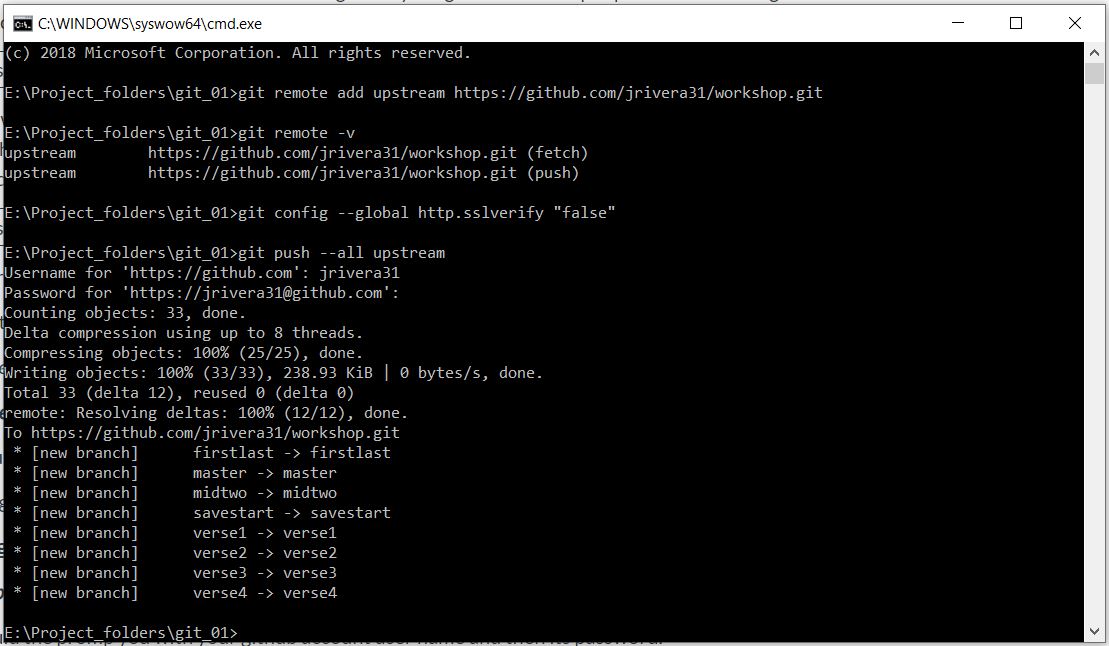 C:\WINDOWS\syswow64\cmd.exe
(c) 2018 Microsoft Corporation. All rights reserved.
E:\Project_folders\git_01>git remote add upstream https://github.com/jrivera31/workshop.git
E:\Project_folders\git_01>git remote -v
upstream        https://github.com/jrivera31/workshop.git (fetch)
upstream        https://github.com/jrivera31/workshop.git (push)
E:\Project_folders\git_01>git config --global http.sslverify "false"
E:\Project_folders\git_01>git push --all upstream
Username for 'https://github.com': jrivera31
Password for 'https://jrivera31@github.com':
Counting objects: 33, done.
Delta compression using up to 8 threads.
Compressing objects: 100% (25/25), done.
Writing objects: 100% (33/33), 238.93 KiB | 0 bytes/s, done.
Total 33 (delta 12), reused 0 (delta 0)
remote: Resolving deltas: 100% (12/12), done.
To https://github.com/jrivera31/workshop.git
 * [new branch]      firstlast -> firstlast
 * [new branch]      master -> master
 * [new branch]      midtwo -> midtwo
 * [new branch]      savestart -> savestart
 * [new branch]      verse1 -> verse1
 * [new branch]      verse2 -> verse2
 * [new branch]      verse3 -> verse3
 * [new branch]      verse4 -> verse4
E:\Project_folders\git_01>